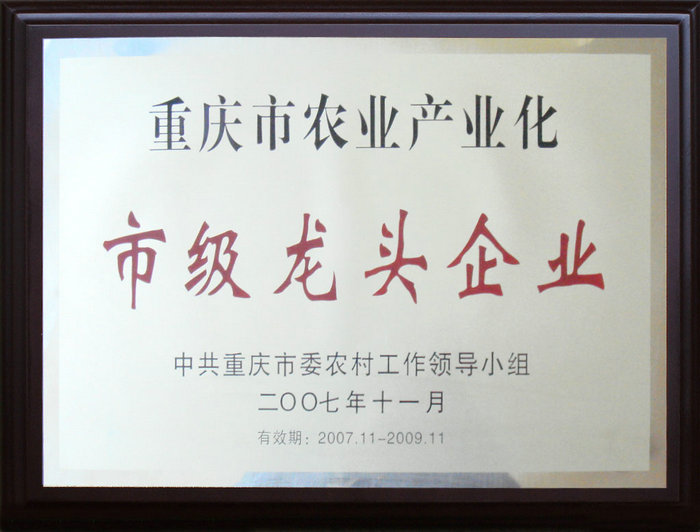 重庆市农业产业化
市级龙头企业
中共重庆市委农村工作领导小组
二〇〇七年十一月
有效期：2007.11-2009.11